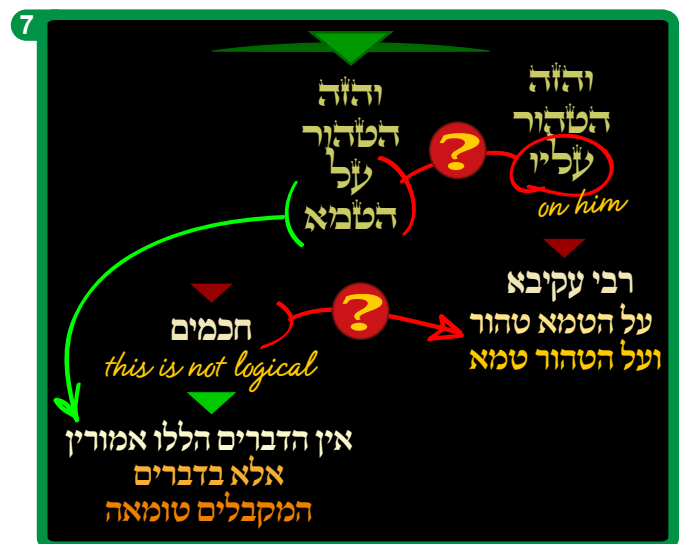 7
והזה
הטהור
עליו
on him
והזה
הטהור
על
הטמא
?
רבי עקיבא
על הטמא טהור
ועל הטהור טמא
?
חכמים
this is not logical
אין הדברים הללו אמורין
אלא בדברים
המקבלים טומאה